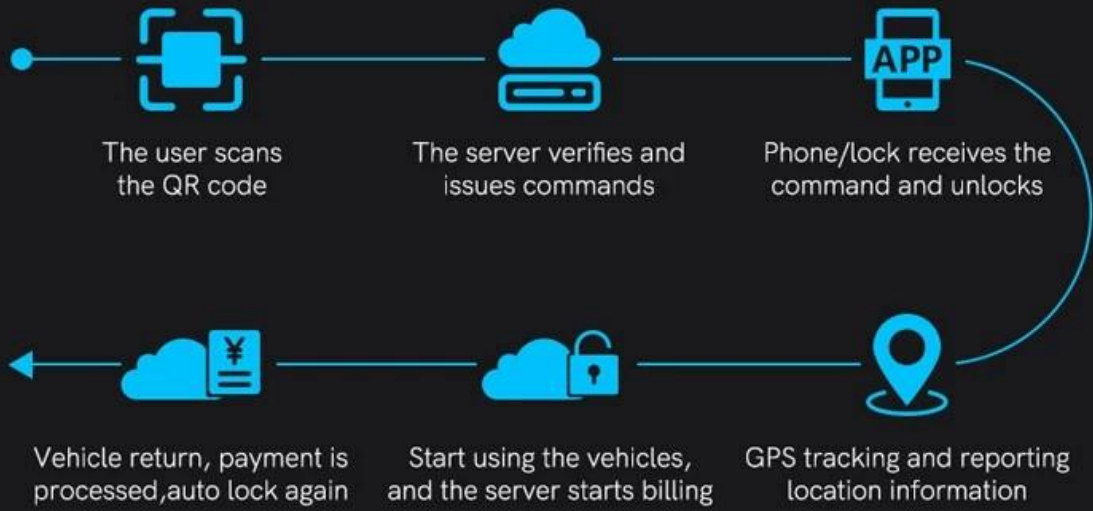 APP
The user scans
the QR code
The server verifies and
issues commands
Phone/lock receives the
command and unlocks
GPS tracking and reporting
location information
Start using the vehicles,
and the server starts billing
¥
Vehicle return, payment is
processed,auto lock again